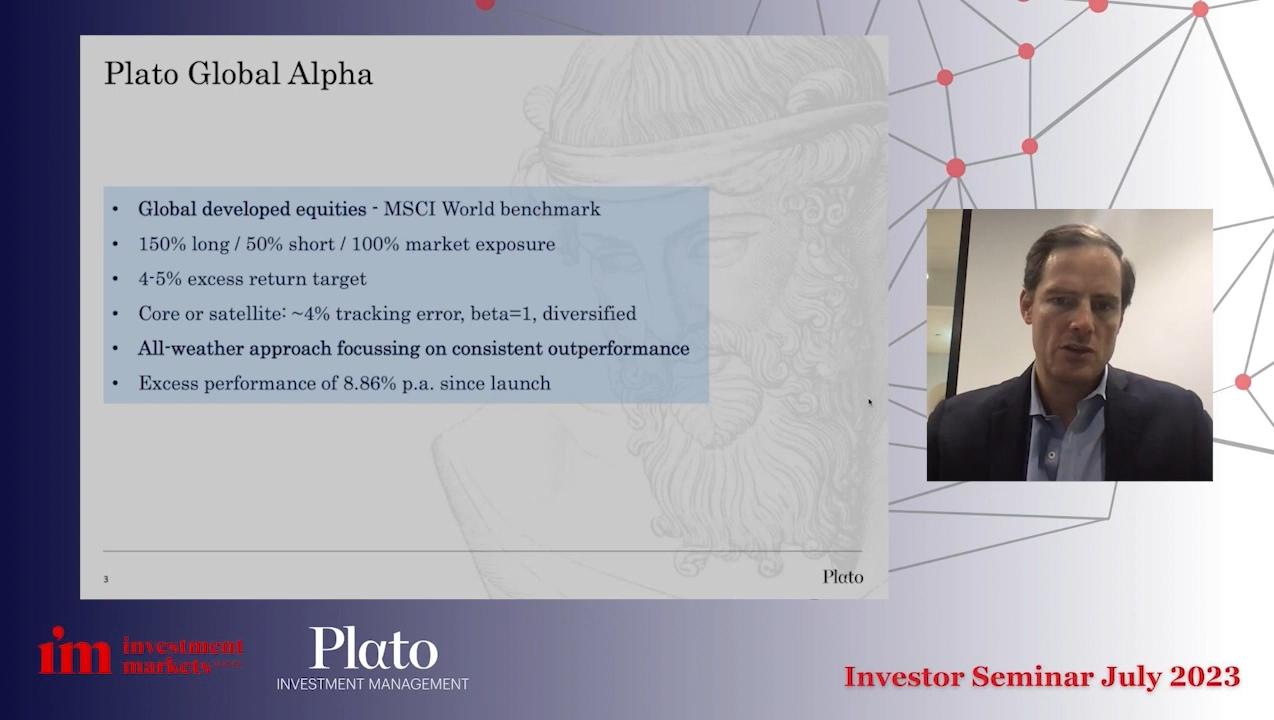 Plato Global Alpha
• Global developed equities - MSCI World benchmark
• 150% long / 50% short / 100% market exposure
• 4-5% excess return target
• Core or satellite: ~4% tracking error, beta=1, diversified
• All-weather approach focussing on consistent outperformance
• Excess performance of 8.86% p.a. since launch
3
Plato
im investment
markets
Plato
INVESTMENT MANAGEMENT
Investor Seminar July 2023